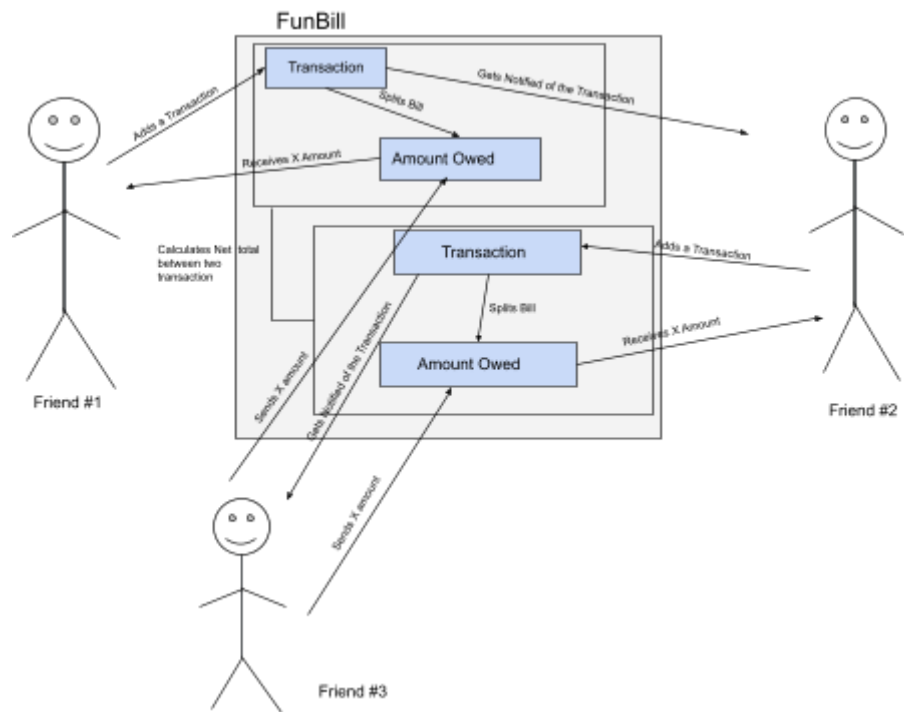 FunBill
Transaction
Gets Notified of the Transaction
Adds a Transaction
Splits Bill
Receives X Amount
Amount Owed
Calculates Net total
between two
transaction
Transaction
Adds a Transaction
Splits Bill
Receives X Amount
Amount Owed
Sends X amount
Gets Notified of the Transaction
Sends X amount
Friend #1
Friend #2
Friend #3